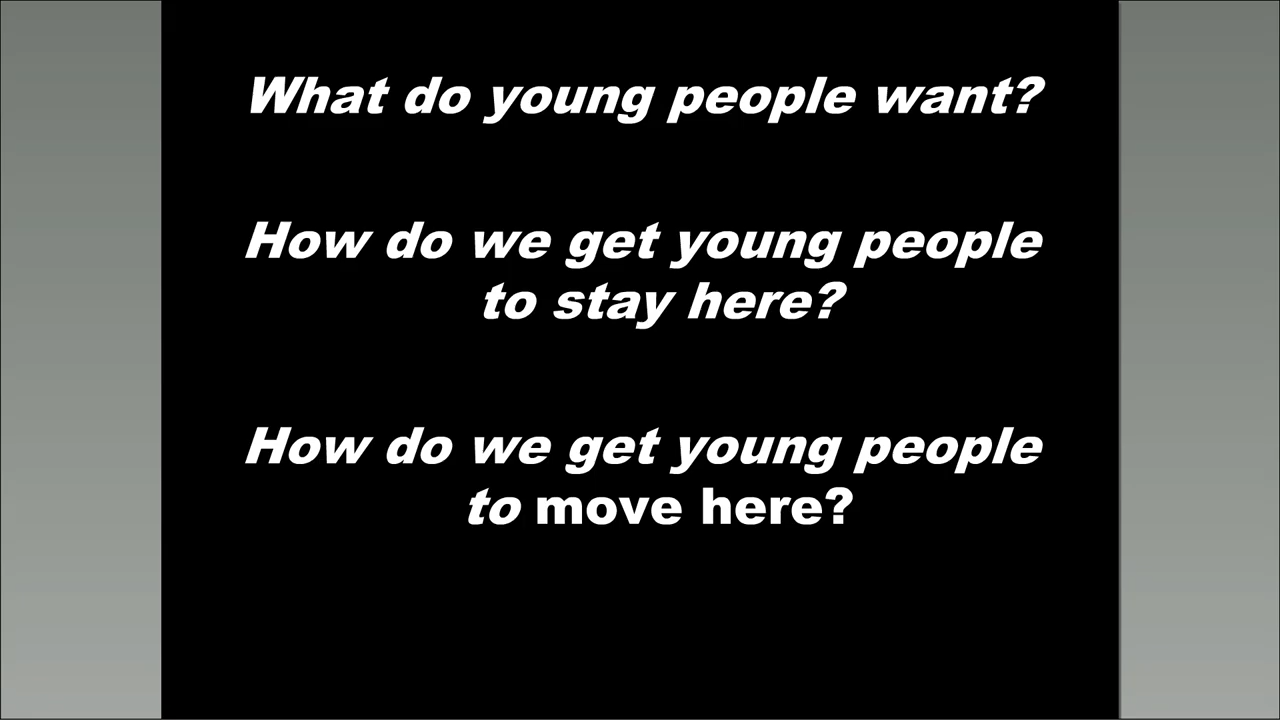 What do young people want?
How do we get young people
to stay here?
How do we get young people
to move here?